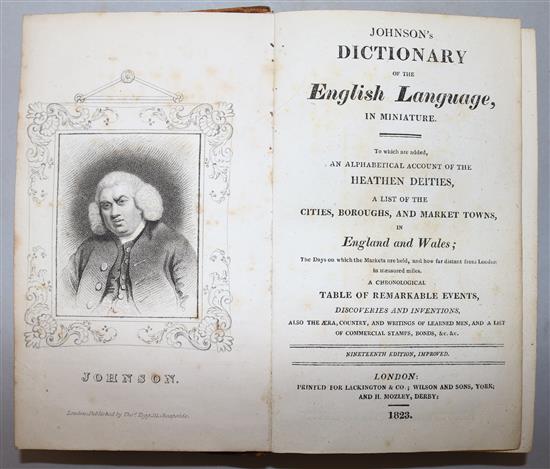 JOHNSON.
London. Published by Thos. Tegg, 111, Cheapside.
JOHNSON's
DICTIONARY
OF THE
English Language,
IN MINIATURE.
To which are added,
AN ALPHABETICAL ACCOUNT OF THE
HEATHEN DEITIES,
A LIST OF THE
CITIES, BOROUGHS, AND MARKET TOWNS,
IN
England and Wales;
The Days on which the Markets are held, and how far distant from London
in measured miles.
A CHRONOLOGICAL
TABLE OF REMARKABLE EVENTS,
DISCOVERIES AND INVENTIONS,
ALSO THE ÆRA, COUNTRY, AND WRITINGS OF LEARNED MEN, AND A LIST
OF COMMERCIAL STAMPS, BONDS, &c. &c.
NINETEENTH EDITION, IMPROVED.
LONDON:
PRINTED FOR LACKINGTON & CO.; WILSON AND SONS, YORK;
AND H. MOZLEY, DERBY:
1823.